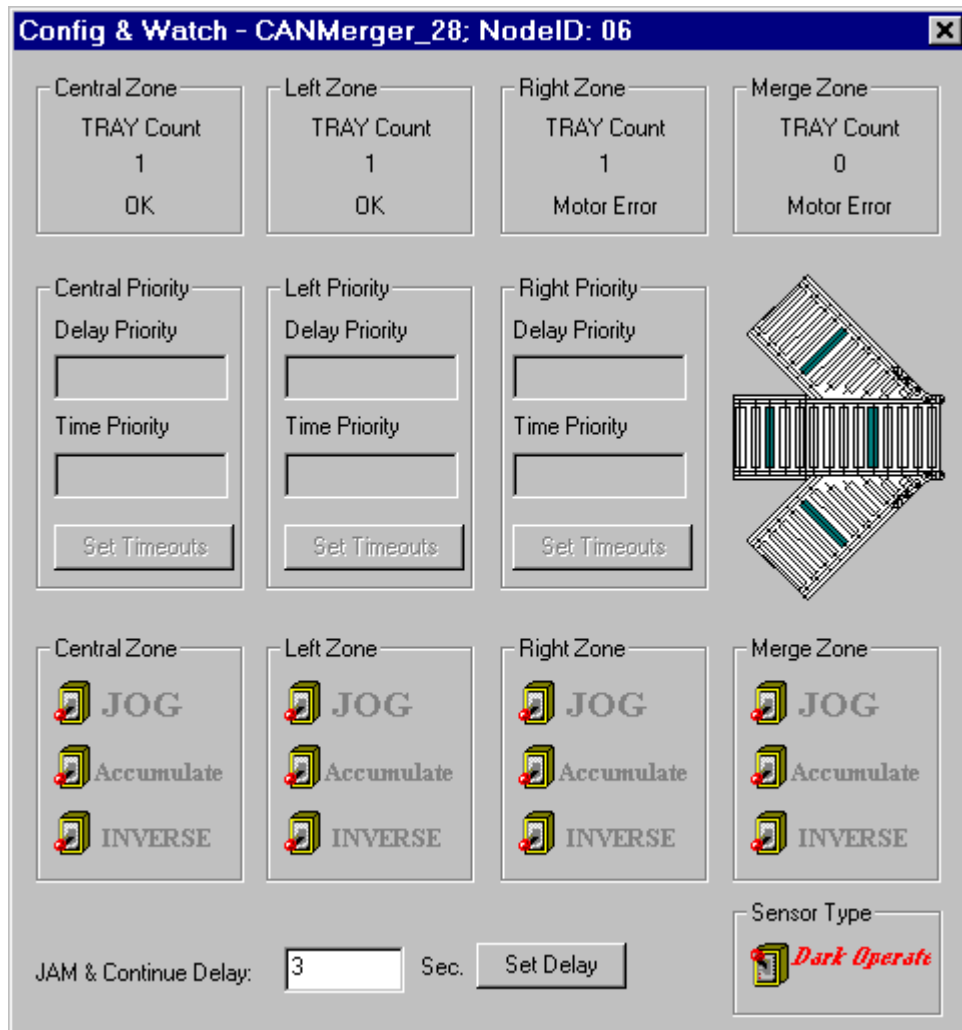 Config & Watch - CANMerger_28; NodeID: 06
Central Zone
TRAY Count
1
OK
Left Zone
TRAY Count
1
OK
Right Zone
TRAY Count
1
Motor Error
Merge Zone
TRAY Count
0
Motor Error
Central Priority
Delay Priority
Time Priority
Set Timeouts
Left Priority
Delay Priority
Time Priority
Set Timeouts
Right Priority
Delay Priority
Time Priority
Set Timeouts
Central Zone
JOG
Accumulate
INVERSE
Left Zone
JOG
Accumulate
INVERSE
Right Zone
JOG
Accumulate
INVERSE
Merge Zone
JOG
Accumulate
INVERSE
JAM & Continue Delay: 3 Sec. Set Delay
Sensor Type
Dark Operate